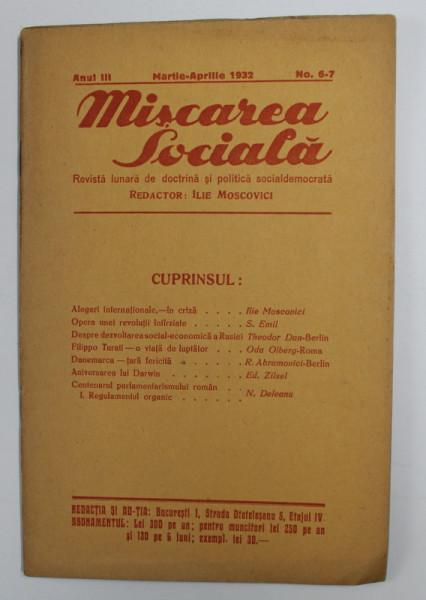 Anul III Martie-Aprilie 1932 No. 6-7
Mișcarea
Socială
Revistă lunară de doctrină și politică socialdemocrată
REDACTOR: ILIE MOSCOVICI
CUPRINSUL:
Alegeri internaționale,—în criză . . . . Ilie Moscovici
Opera unei revoluții întîrziate . . . . . S. Emil
Despre dezvoltarea social-economică a Rusiei Theodor Dan-Berlin
Filippo Turati — o viață de luptător . . . Oda Olberg-Roma
Danemarca — țară fericită . . . . . R. Abramovici-Berlin
Aniversarea lui Darwin . . . . . . . Ed. Zilsel
Centenarul parlamentarismului român . .
I. Regulamentul organic . . . . . . N. Deleanu
REDACȚIA ȘI AD-ȚIA: București I, Strada Oteteleșanu 5, Etajul IV
ABONAMENTUL: Lei 300 pe an; pentru muncitori lei 250 pe an
și 130 pe 6 luni; exempl. lei 30.—